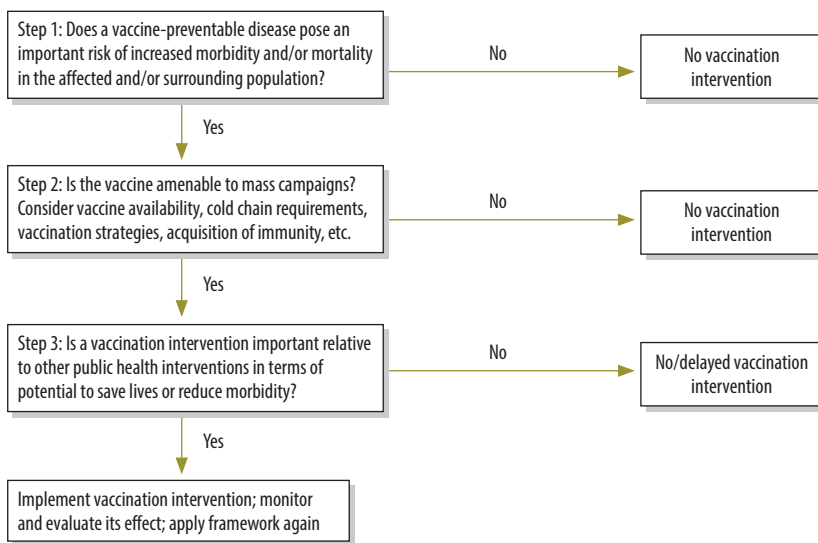 Step 1: Does a vaccine-preventable disease pose an
important risk of increased morbidity and/or mortality
in the affected and/or surrounding population?
No
No vaccination
intervention
Yes
Step 2: Is the vaccine amenable to mass campaigns?
Consider vaccine availability, cold chain requirements,
vaccination strategies, acquisition of immunity, etc.
No
No vaccination
intervention
Yes
Step 3: Is a vaccination intervention important relative
to other public health interventions in terms of
potential to save lives or reduce morbidity?
No
No/delayed vaccination
intervention
Yes
Implement vaccination intervention; monitor
and evaluate its effect; apply framework again